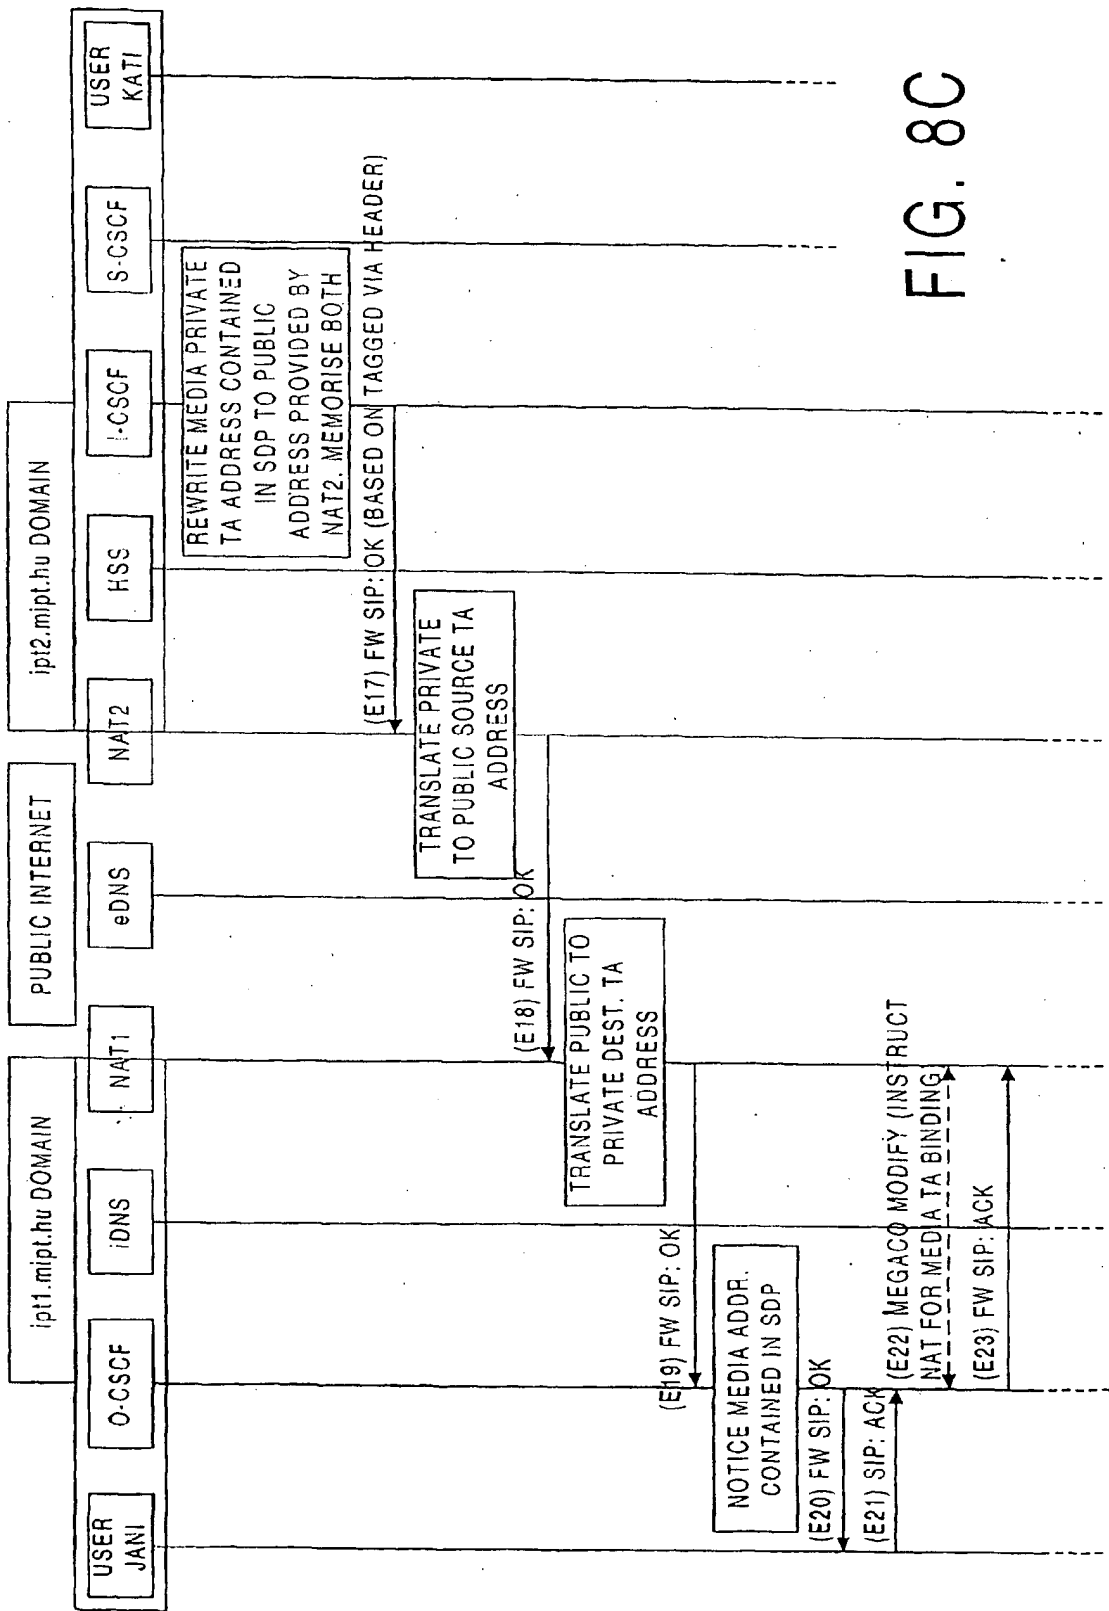 ipt1.mipt.hu DOMAIN
PUBLIC INTERNET
ipt2.mipt.hu DOMAIN
USER
JANI
O-CSCF
iDNS
NAT1
eDNS
NAT2
HSS
I-CSCF
S-CSCF
USER
KATI
REWRITE MEDIA PRIVATE
TA ADDRESS CONTAINED
IN SDP TO PUBLIC
ADDRESS PROVIDED BY
NAT2. MEMORISE BOTH
(E17) FW SIP: OK (BASED ON TAGGED VIA HEADER)
TRANSLATE PRIVATE
TO PUBLIC SOURCE TA
ADDRESS
(E18) FW SIP: OK
TRANSLATE PUBLIC TO
PRIVATE DEST. TA
ADDRESS
(E19) FW SIP: OK
NOTICE MEDIA ADDR.
CONTAINED IN SDP
(E20) FW SIP: OK
(E21) SIP: ACK
(E22) MEGACO MODIFY (INSTRUCT
NAT FOR MEDIA TA BINDING
(E23) FW SIP: ACK
FIG. 8C